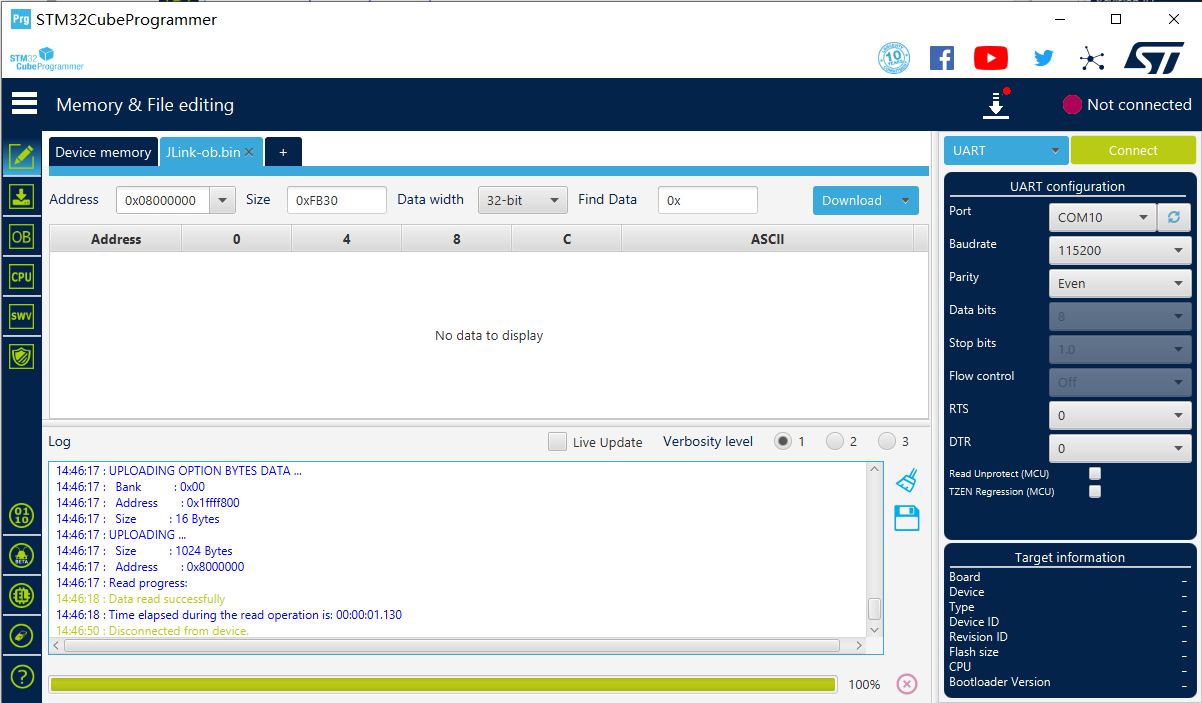 Prg STM32CubeProgrammer
STM32
CubeProgrammer
10
YEARS
Memory & File editing
Not connected
Device memory JLink-ob.bin +
Address 0x08000000 Size 0xFB30 Data width 32-bit Find Data 0x Download
Address 0 4 8 C ASCII
No data to display
Log Live Update Verbosity level 1 2 3
14:46:17 : UPLOADING OPTION BYTES DATA ...
14:46:17 : Bank : 0x00
14:46:17 : Address : 0x1ffff800
14:46:17 : Size : 16 Bytes
14:46:17 : UPLOADING ...
14:46:17 : Size : 1024 Bytes
14:46:17 : Address : 0x8000000
14:46:17 : Read progress:
14:46:18 : Data read successfully
14:46:18 : Time elapsed during the read operation is: 00:00:01.130
14:46:50 : Disconnected from device.
100%
OB
CPU
SWV
01
10
BETA
EL
?
UART Connect
UART configuration
Port COM10
Baudrate 115200
Parity Even
Data bits 8
Stop bits 1.0
Flow control Off
RTS 0
DTR 0
Read Unprotect (MCU)
TZEN Regression (MCU)
Target information
Board -
Device -
Type -
Device ID -
Revision ID -
Flash size -
CPU -
Bootloader Version -